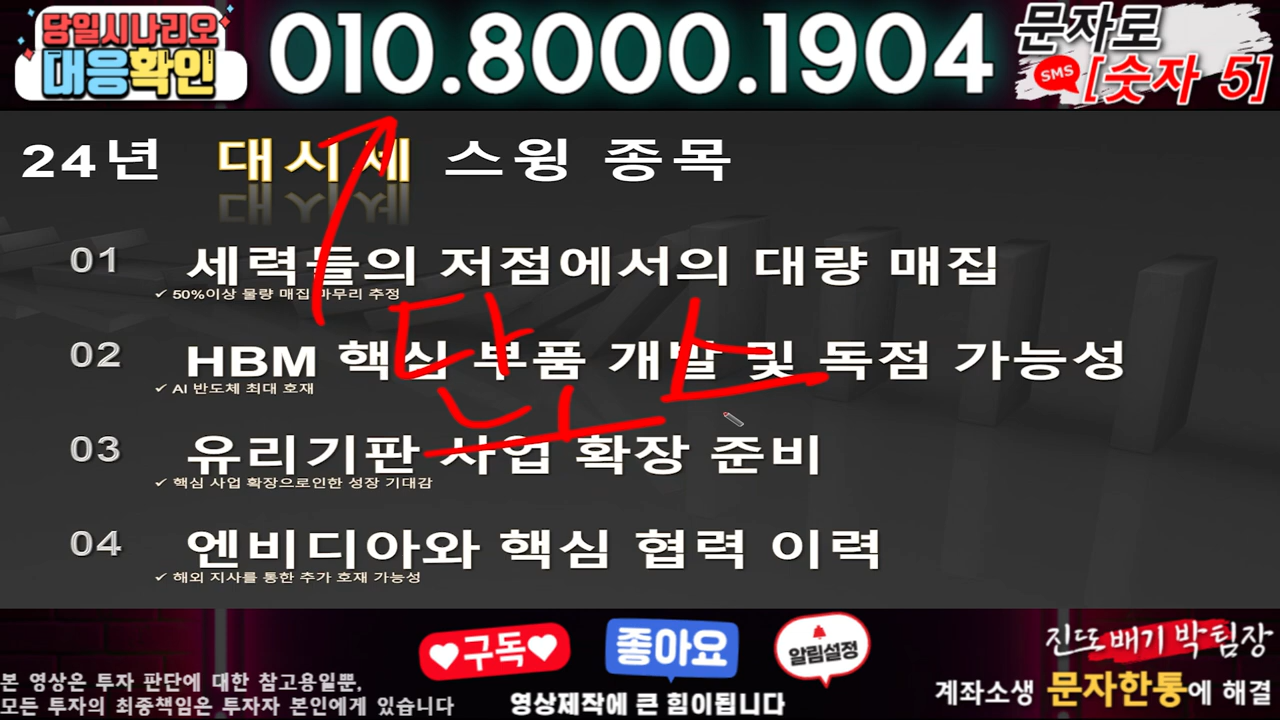 당일시나리오
대응확인
010.8000.1904
문자로
SMS
[숫자 5]
24년 대시세 스윙 종목
01 세력들의 저점에서의 대량 매집
✓ 50%이상 물량 매집 마무리 추정
02 HBM 핵심 부품 개발 및 독점 가능성
✓ AI 반도체 최대 호재
단 스
03 유리기판 사업 확장 준비
✓ 핵심 사업 확장으로인한 성장 기대감
04 엔비디아와 핵심 협력 이력
✓ 해외 지사를 통한 추가 호재 가능성
구독
좋아요
알림설정
영상제작에 큰 힘이됩니다
본 영상은 투자 판단에 대한 참고용일뿐,
모든 투자의 최종책임은 투자자 본인에게 있습니다
진또배기 박팀장
계좌소생 문자한통에 해결